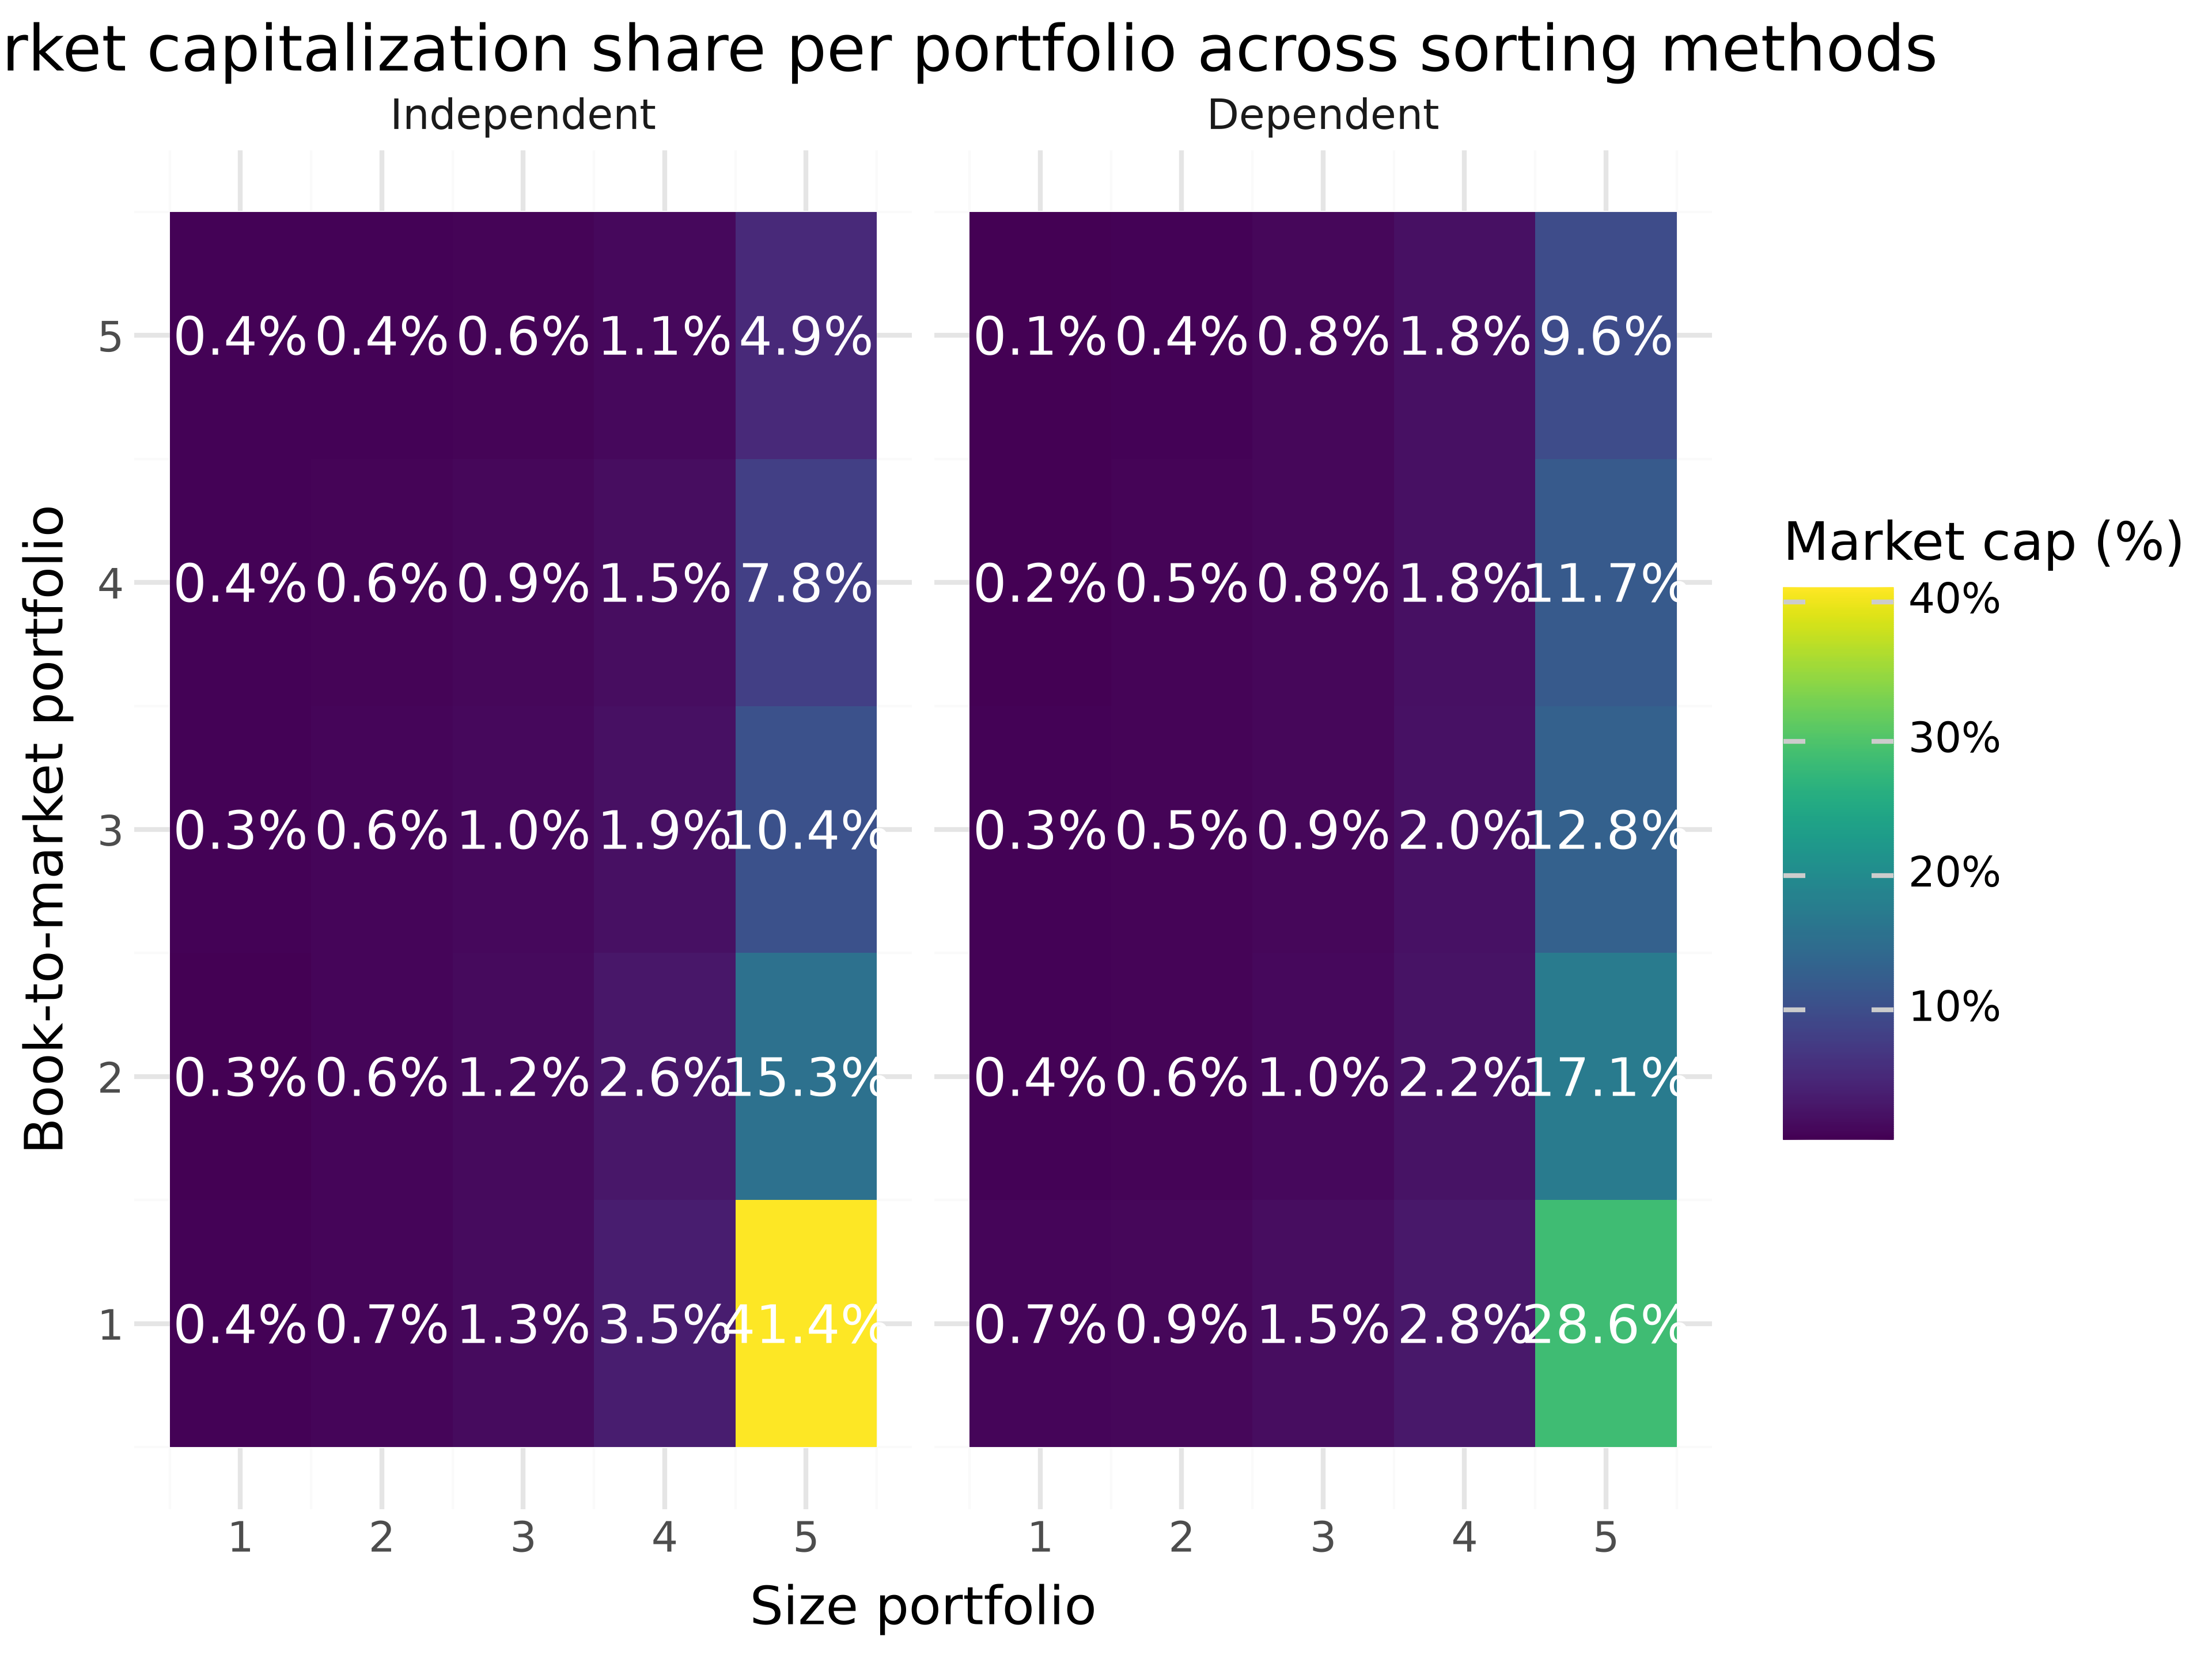 rket capitalization share per portfolio across sorting methods
Independent Dependent
5 0.4% 0.4% 0.6% 1.1% 4.9% 0.1% 0.4% 0.8% 1.8% 9.6%
4 0.4% 0.6% 0.9% 1.5% 7.8% 0.2% 0.5% 0.8% 1.8% 11.7%
3 0.3% 0.6% 1.0% 1.9% 10.4% 0.3% 0.5% 0.9% 2.0% 12.8%
2 0.3% 0.6% 1.2% 2.6% 15.3% 0.4% 0.6% 1.0% 2.2% 17.1%
1 0.4% 0.7% 1.3% 3.5% 41.4% 0.7% 0.9% 1.5% 2.8% 28.6%
1 2 3 4 5 1 2 3 4 5
Size portfolio
Book-to-market portfolio
Market cap (%)
40%
30%
20%
10%